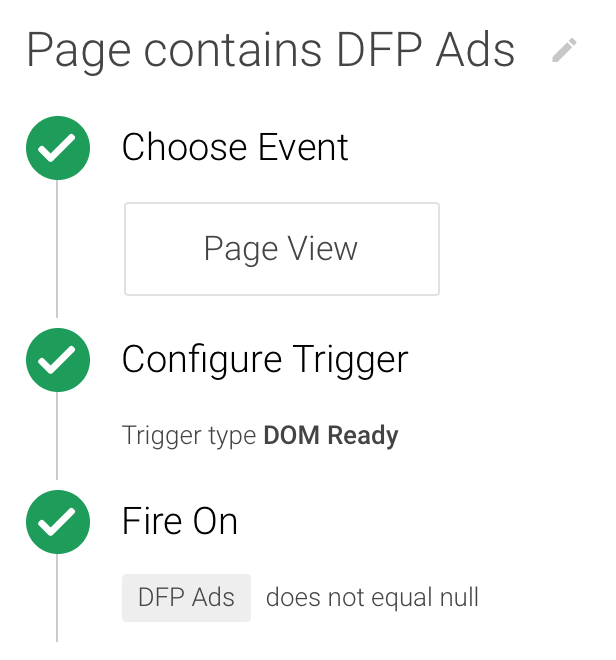 Page contains DFP Ads
Choose Event
Page View
Configure Trigger
Trigger type DOM Ready
Fire On
DFP Ads does not equal null